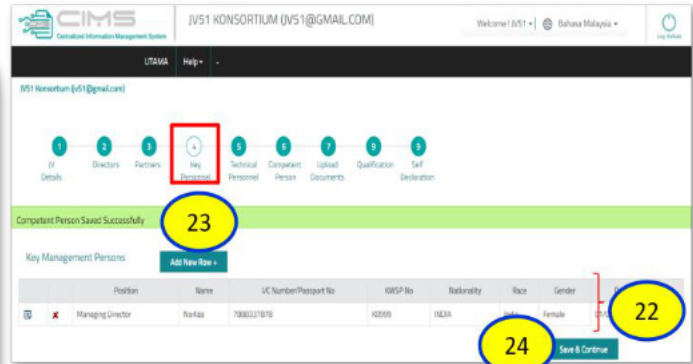 CIMS
Centralized Information Management System
JV51 KONSORTIUM (JV51@GMAIL.COM)
Welcome! JV51
Bahasa Malaysia
UTAMA
Help
JV51 Konsortium (jv51@gmail.com)
1
2
3
4
5
6
7
9
9
JV Details
Directors
Partners
Key Personnel
Technical Personnel
Competent Person
Upload Documents
Qualification
Self Declaration
Competent Person Saved Successfully
23
Key Management Persons
Add New Row +
Position
Name
I/C Number/Passport No
KWSP No
Nationality
Race
Gender
22
Managing Director
INDIA
Female
24
Save & Continue